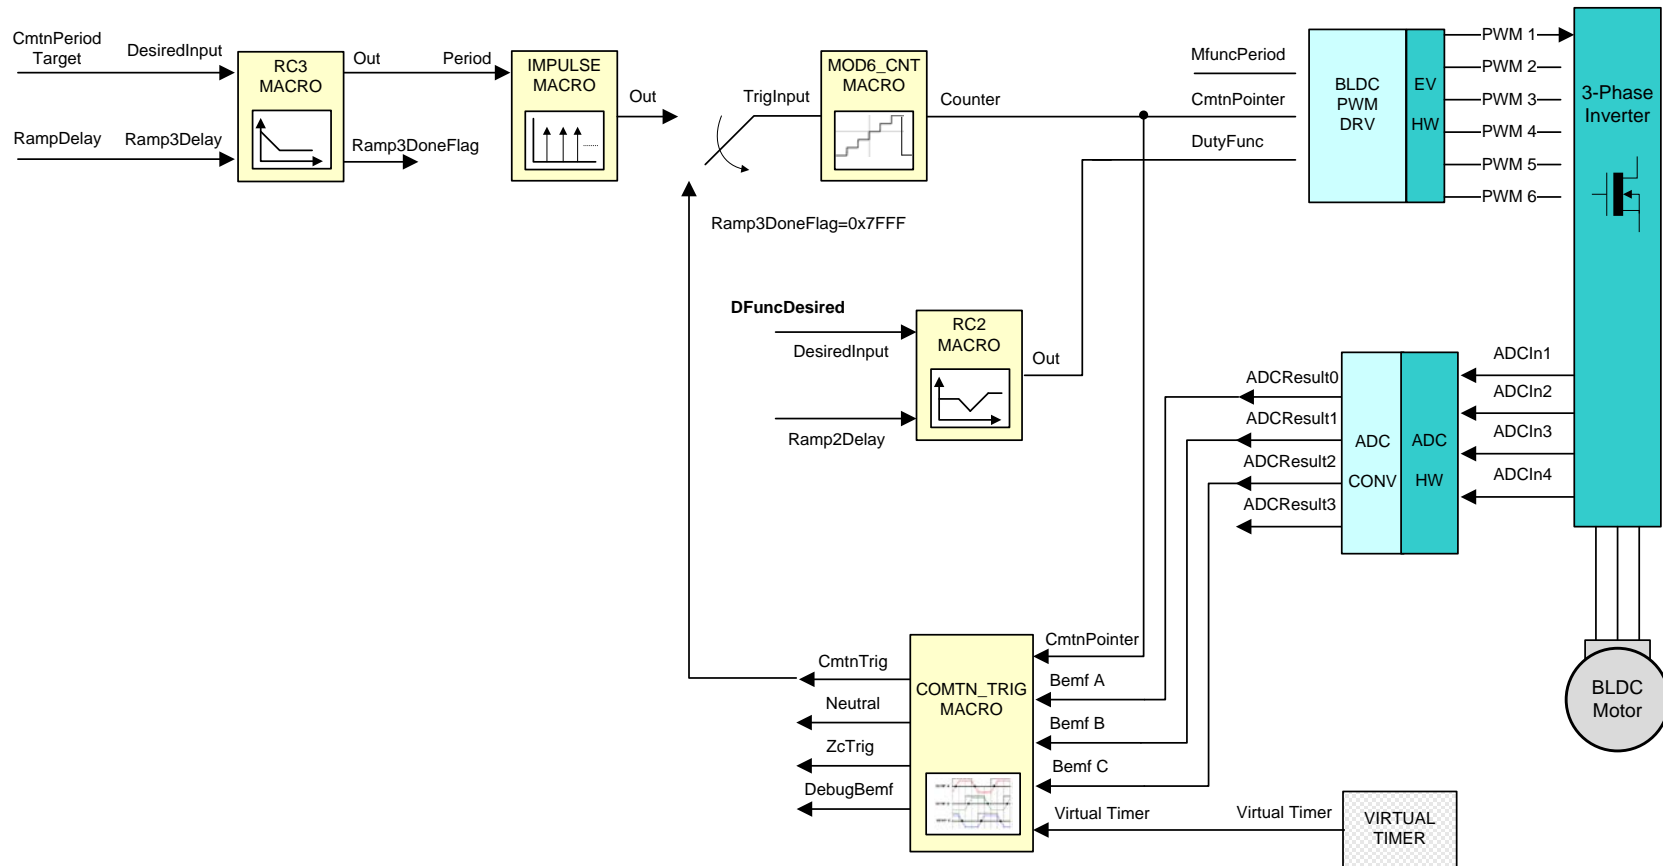 CmtnPeriod
Target
DesiredInput
RC3
MACRO
Out
Period
IMPULSE
MACRO
Out
RampDelay
Ramp3Delay
Ramp3DoneFlag
TrigInput
MOD6_CNT
MACRO
Counter
Ramp3DoneFlag=0x7FFF
MfuncPeriod
CmtnPointer
DutyFunc
BLDC
PWM
DRV
EV
HW
PWM 1
PWM 2
PWM 3
PWM 4
PWM 5
PWM 6
3-Phase
Inverter
DFuncDesired
DesiredInput
Ramp2Delay
RC2
MACRO
Out
ADCResult0
ADCResult1
ADCResult2
ADCResult3
ADC
CONV
ADC
HW
ADCIn1
ADCIn2
ADCIn3
ADCIn4
CmtnTrig
Neutral
ZcTrig
DebugBemf
COMTN_TRIG
MACRO
CmtnPointer
Bemf A
Bemf B
Bemf C
Virtual Timer
Virtual Timer
VIRTUAL
TIMER
BLDC
Motor